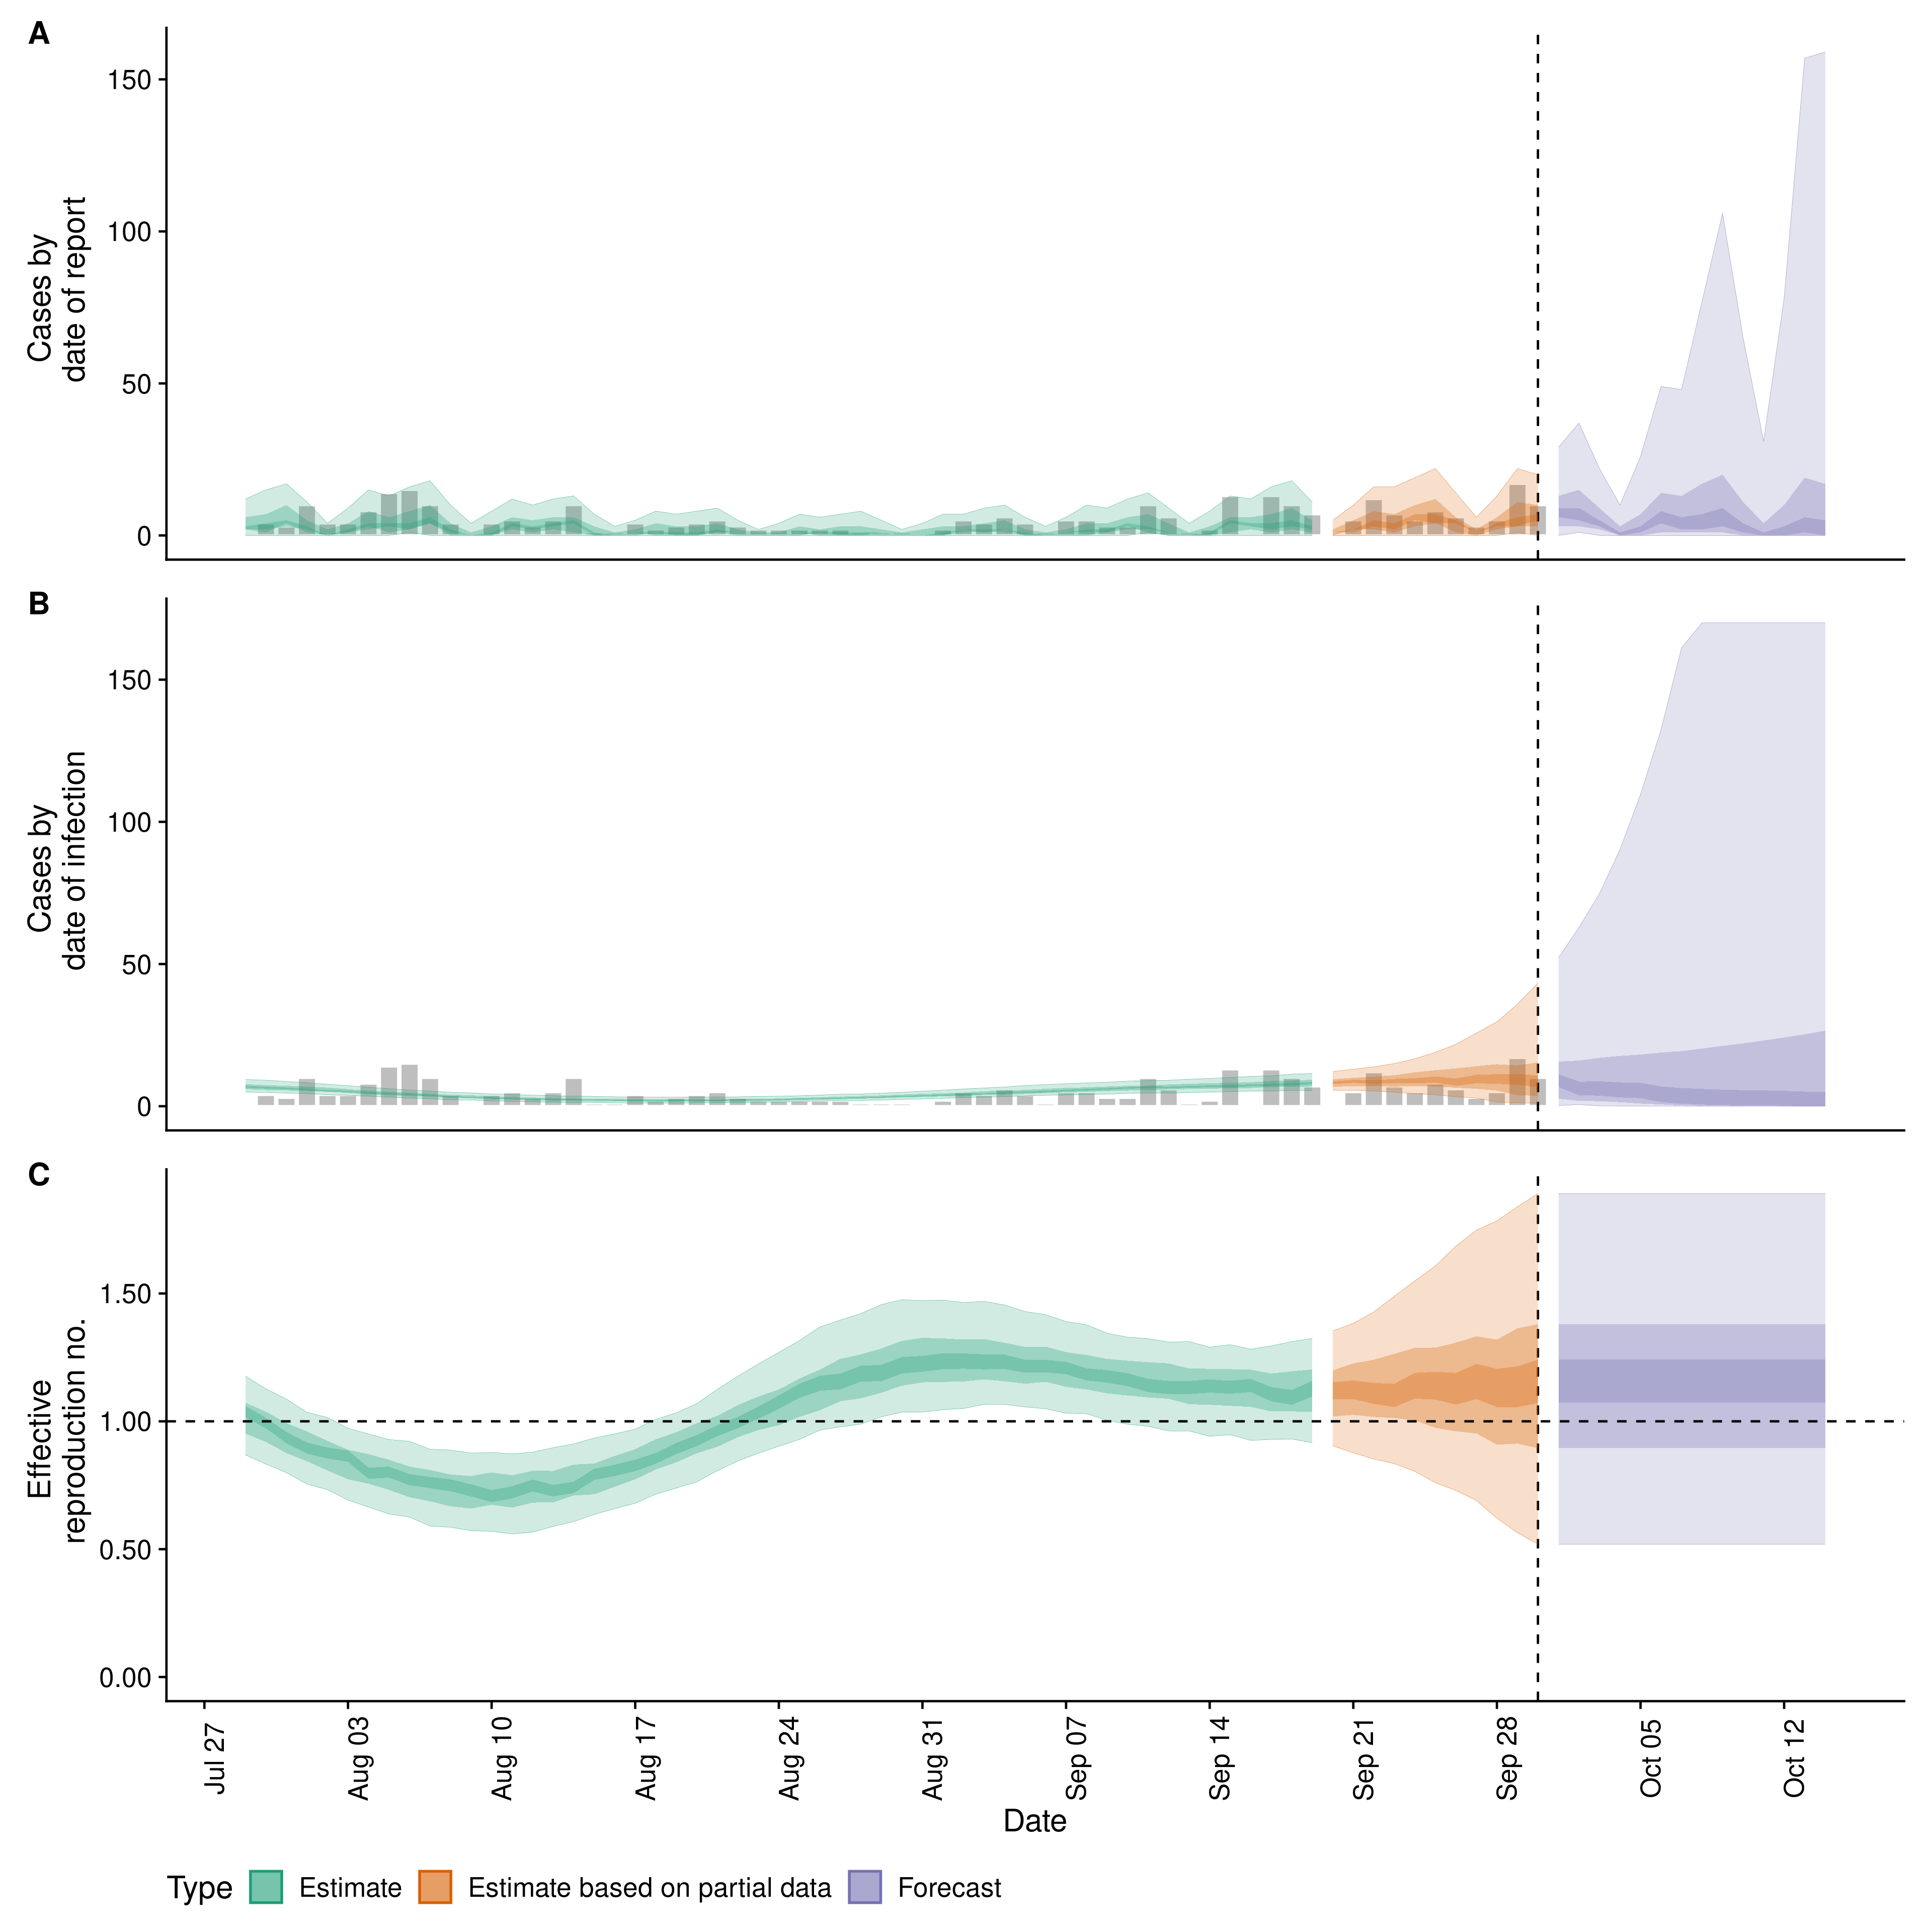 A
Cases by
date of report
150
100
50
0
B
Cases by
date of infection
150
100
50
0
C
Effective
reproduction no.
1.50
1.00
0.50
0.00
Jul 27
Aug 03
Aug 10
Aug 17
Aug 24
Aug 31
Sep 07
Sep 14
Sep 21
Sep 28
Oct 05
Oct 12
Date
Type Estimate Estimate based on partial data Forecast